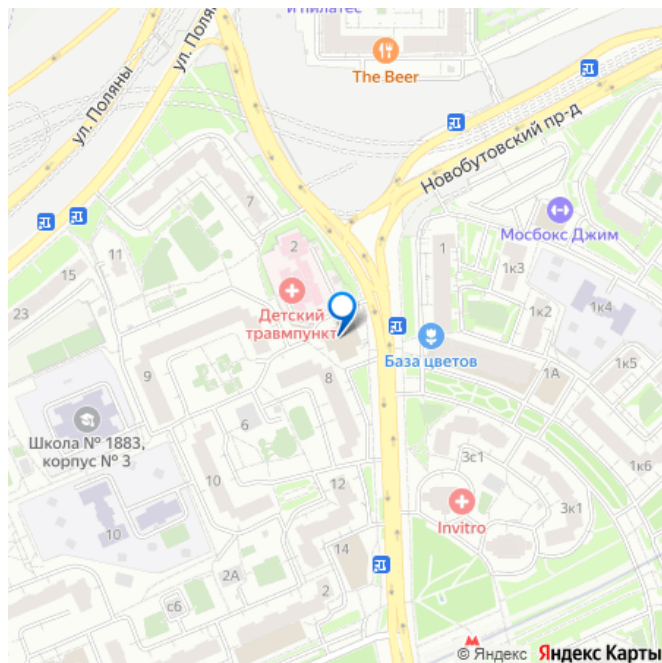 и пилатес
The Beer
ул. Поляны
ул. Поляны
Новобутовский пр-д
7
2
11
15
23
Мосбокс Джим
1
1к3
1к2
1к4
Детский
травмпункт
База цветов
1к5
1А
9
8
6
Школа № 1883,
корпус № 3
3с1
1к6
10
12
Invitro
3к1
10
14
2А
с6
© Яндекс Яндекс Карты